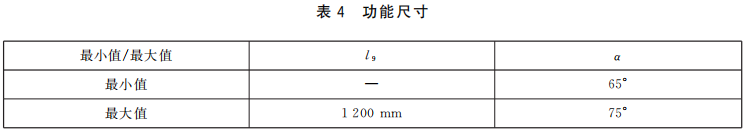 表 4 功能尺寸
最小值/最大值 l₉ α
最小值 — 65°
最大值 1 200 mm 75°